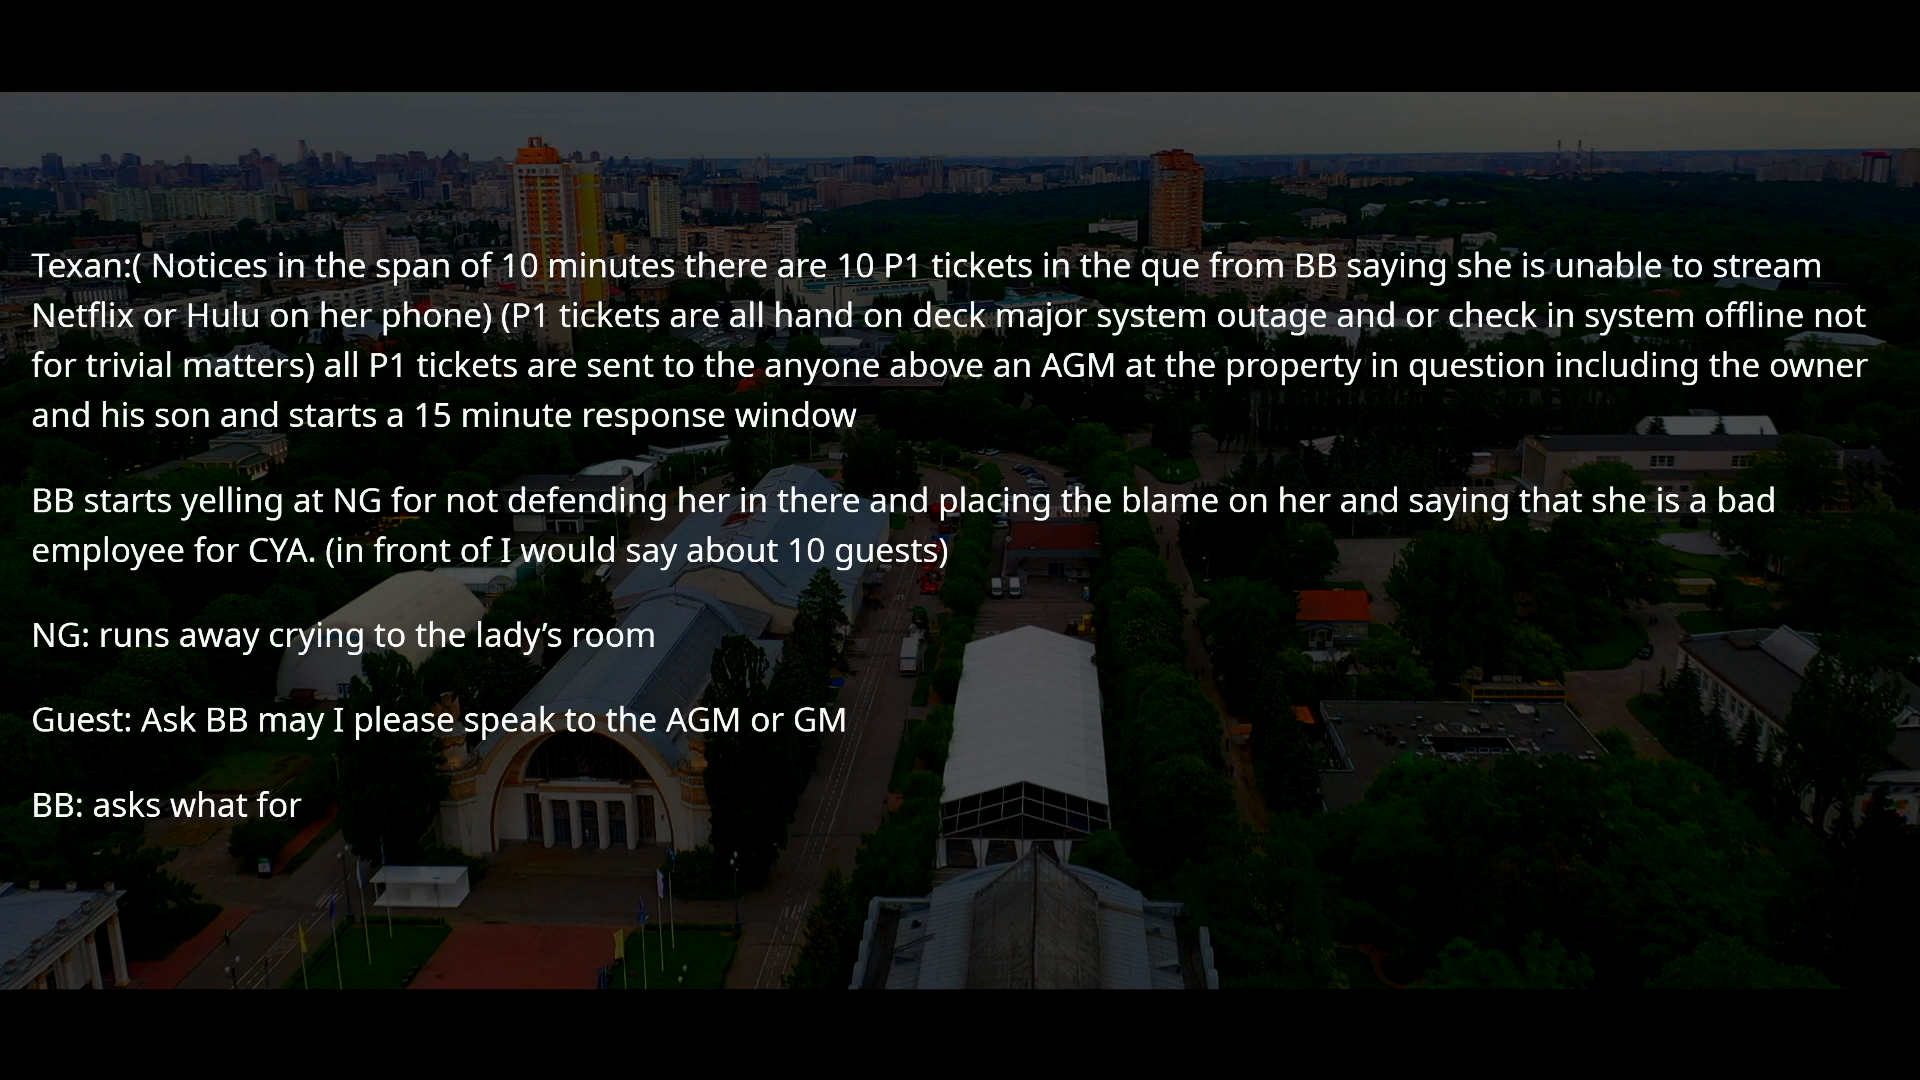 Texan:( Notices in the span of 10 minutes there are 10 P1 tickets in the que from BB saying she is unable to stream
Netflix or Hulu on her phone) (P1 tickets are all hand on deck major system outage and or check in system offline not
for trivial matters) all P1 tickets are sent to the anyone above an AGM at the property in question including the owner
and his son and starts a 15 minute response window
BB starts yelling at NG for not defending her in there and placing the blame on her and saying that she is a bad
employee for CYA. (in front of I would say about 10 guests)
NG: runs away crying to the lady’s room
Guest: Ask BB may I please speak to the AGM or GM
BB: asks what for